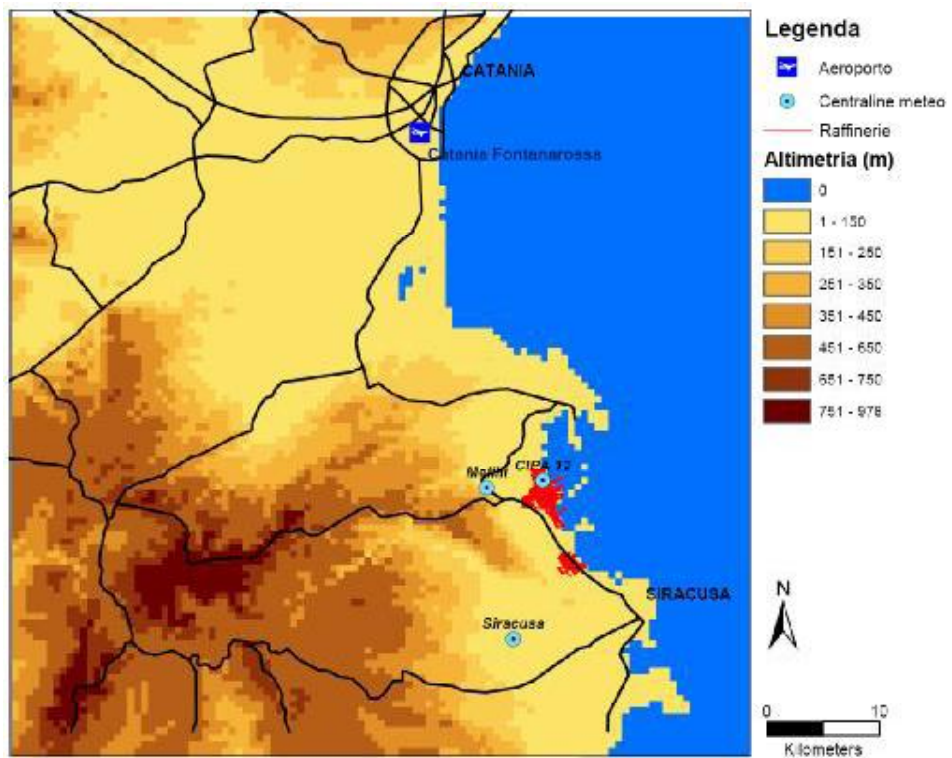 CATANIA
Catania Fontanarossa
Melilli
CIPA 12
SIRACUSA
Siracusa
Legenda
Aeroporto
Centraline meteo
Raffinerie
Altimetria (m)
0
1 - 150
151 - 250
251 - 350
351 - 450
451 - 650
651 - 750
751 - 978
N
0 10
Kilometers